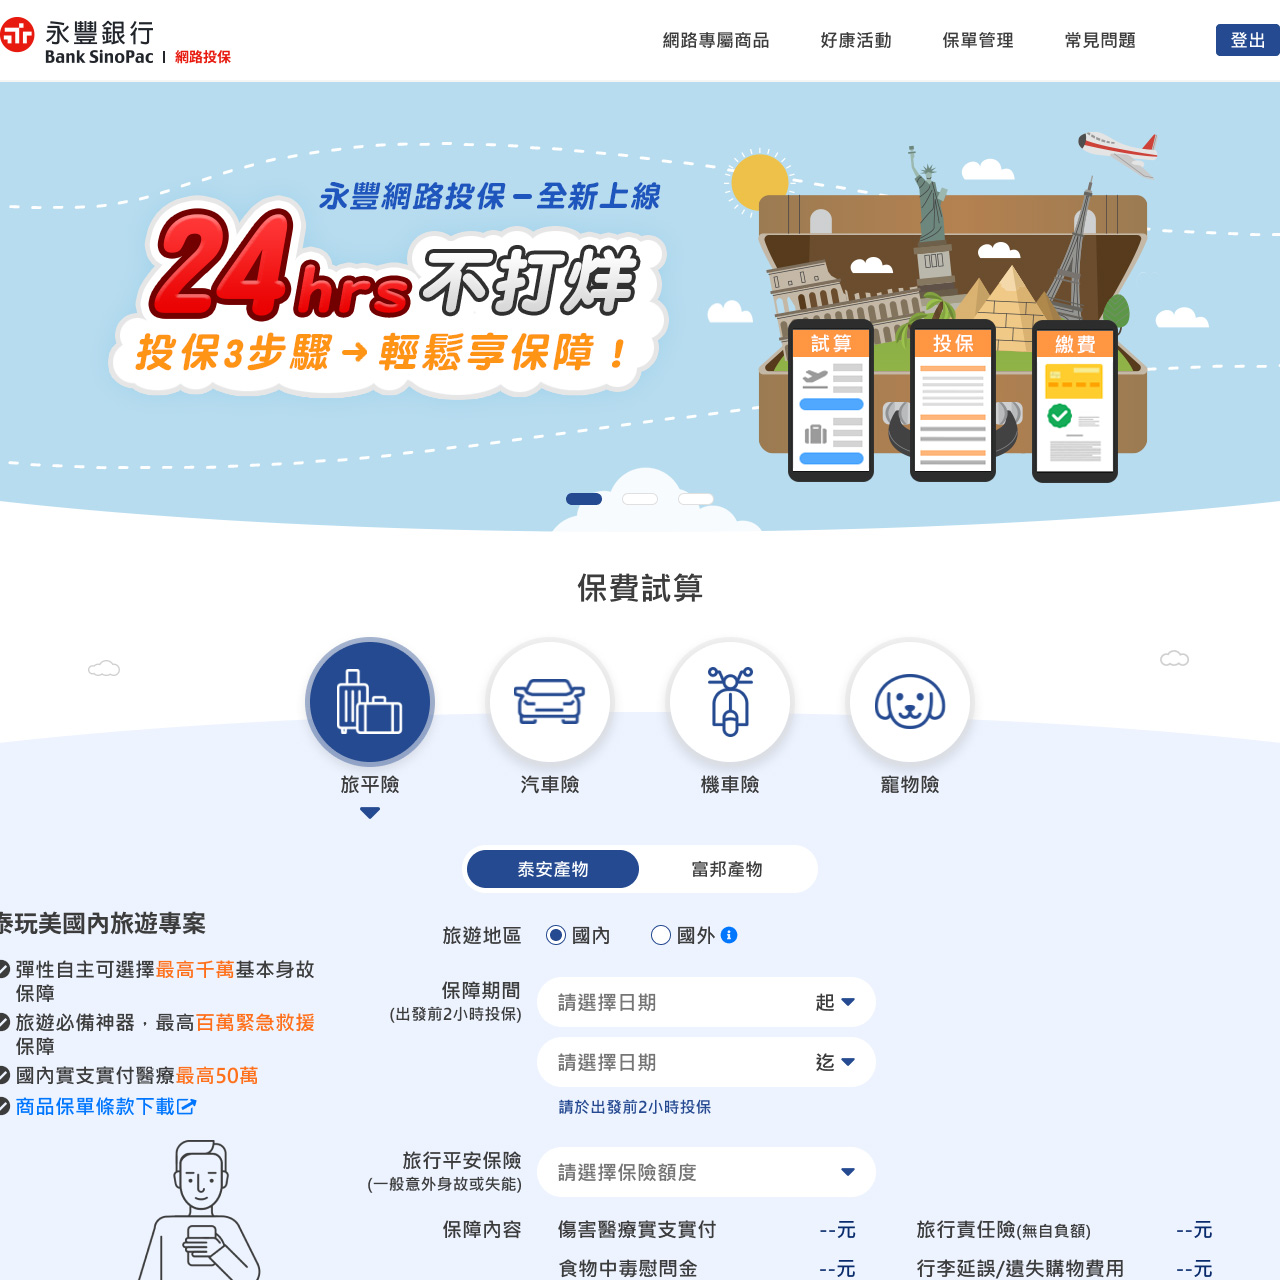 永豐銀行
Bank SinoPac 網路投保
網路專屬商品 好康活動 保單管理 常見問題 登出
永豐網路投保－全新上線
24hrs不打烊
投保3步驟→輕鬆享保障！
試算 投保 繳費
保費試算
旅平險 汽車險 機車險 寵物險
泰安產物 富邦產物
泰玩美國內旅遊專案
彈性自主可選擇最高千萬基本身故
保障
旅遊必備神器，最高百萬緊急救援
保障
國內實支實付醫療最高50萬
商品保單條款下載
旅遊地區 國內 國外
保障期間
(出發前2小時投保)
請選擇日期 起
請選擇日期 迄
請於出發前2小時投保
旅行平安保險
(一般意外身故或失能)
請選擇保險額度
保障內容 傷害醫療實支實付 --元 旅行責任險(無自負額) --元
食物中毒慰問金 --元 行李延誤/遺失購物費用 --元